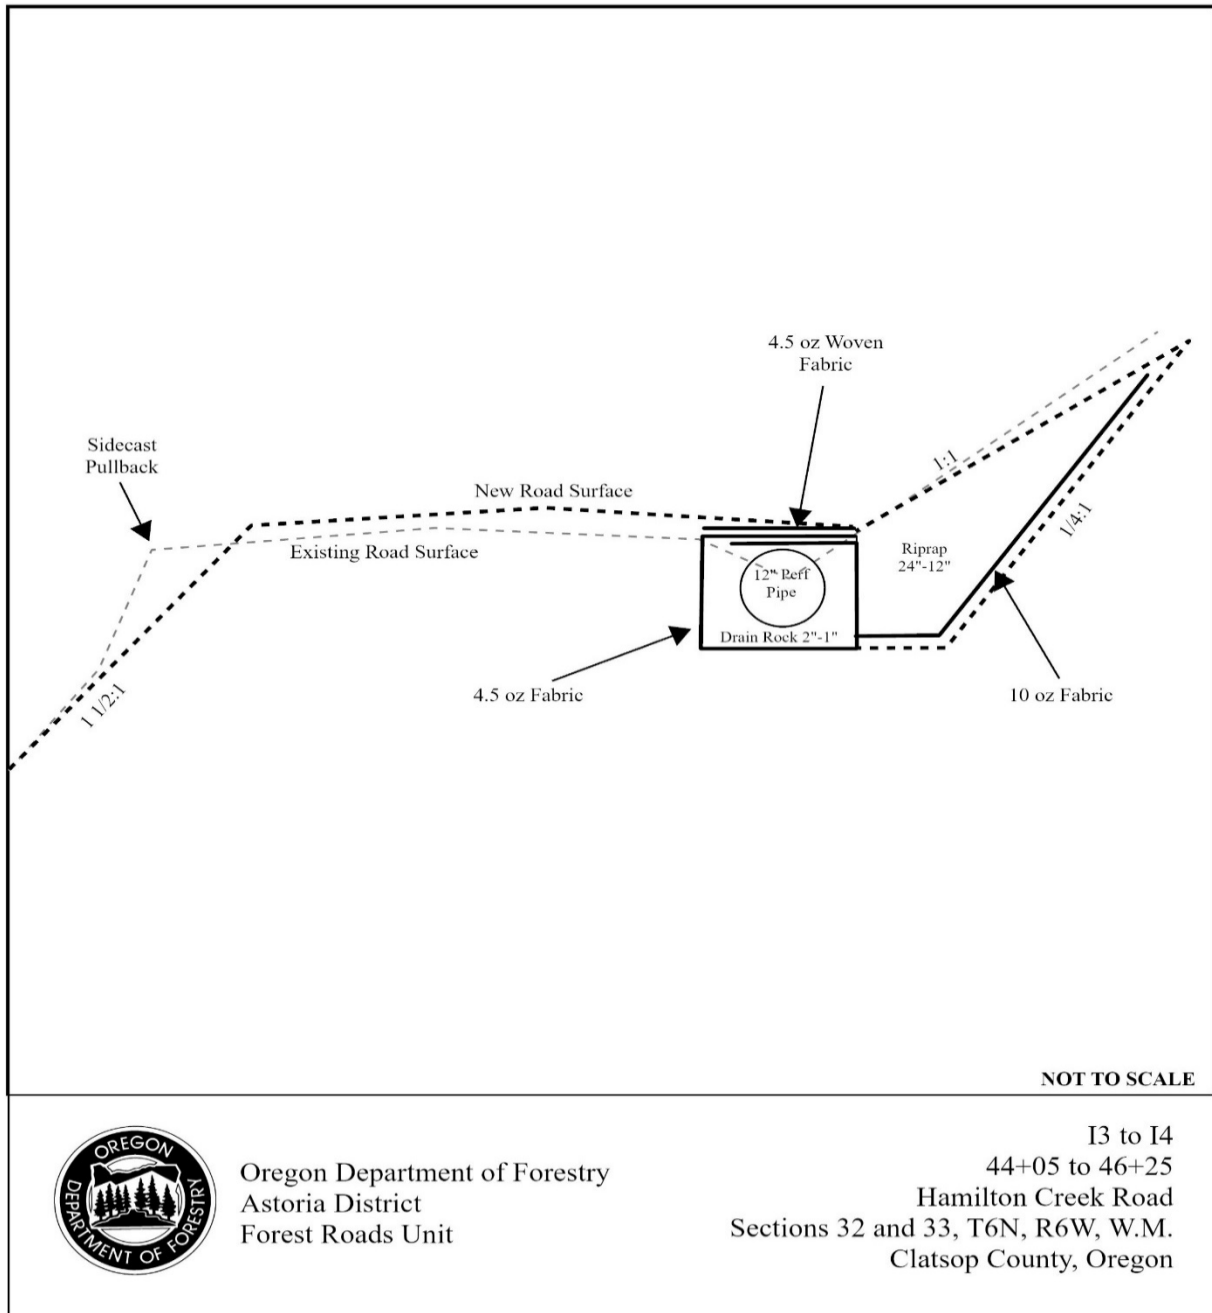 4.5 oz Woven
Fabric
Sidecast
Pullback
New Road Surface
Existing Road Surface
1:1
1/4:1
Riprap
24"-12"
12" Perf
Pipe
Drain Rock 2"-1"
4.5 oz Fabric
10 oz Fabric
1 1/2:1
NOT TO SCALE
OREGON
DEPARTMENT OF FORESTRY
Oregon Department of Forestry
Astoria District
Forest Roads Unit
I3 to I4
44+05 to 46+25
Hamilton Creek Road
Sections 32 and 33, T6N, R6W, W.M.
Clatsop County, Oregon